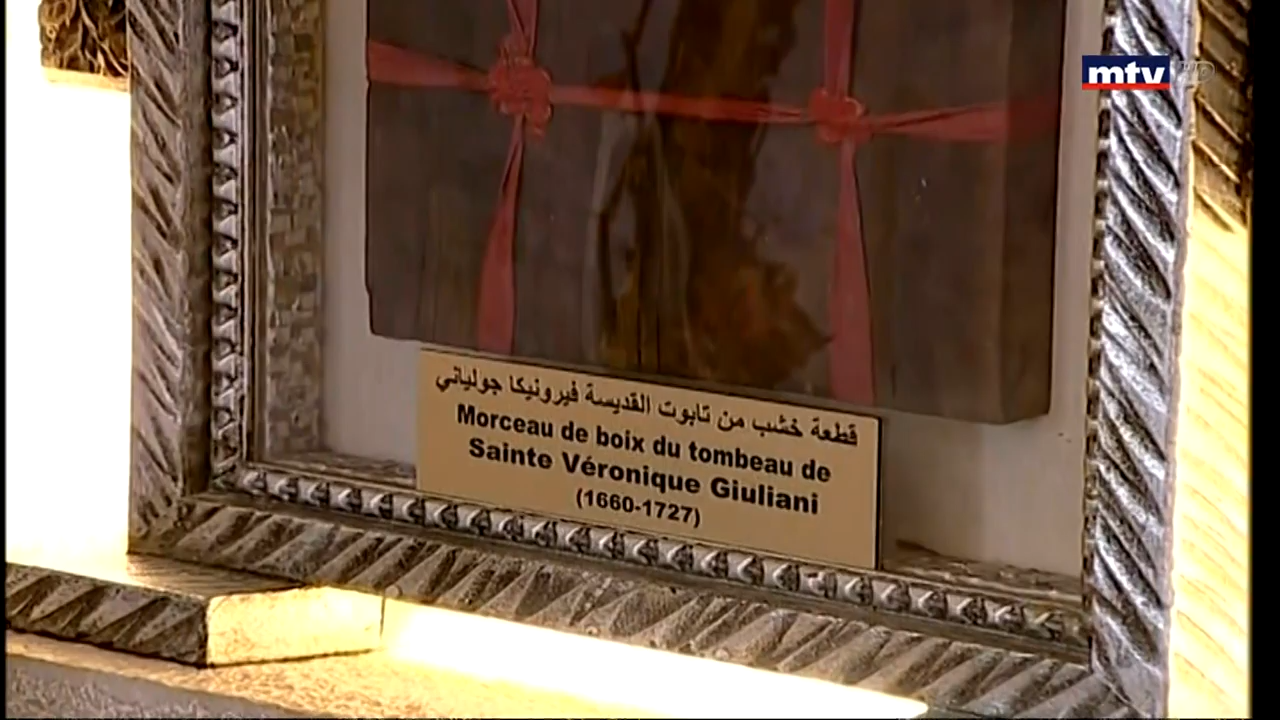 mtv
HD
قطعة خشب من تابوت القديسة فيرونيكا جولياني
Morceau de boix du tombeau de
Sainte Véronique Giuliani
(1660-1727)